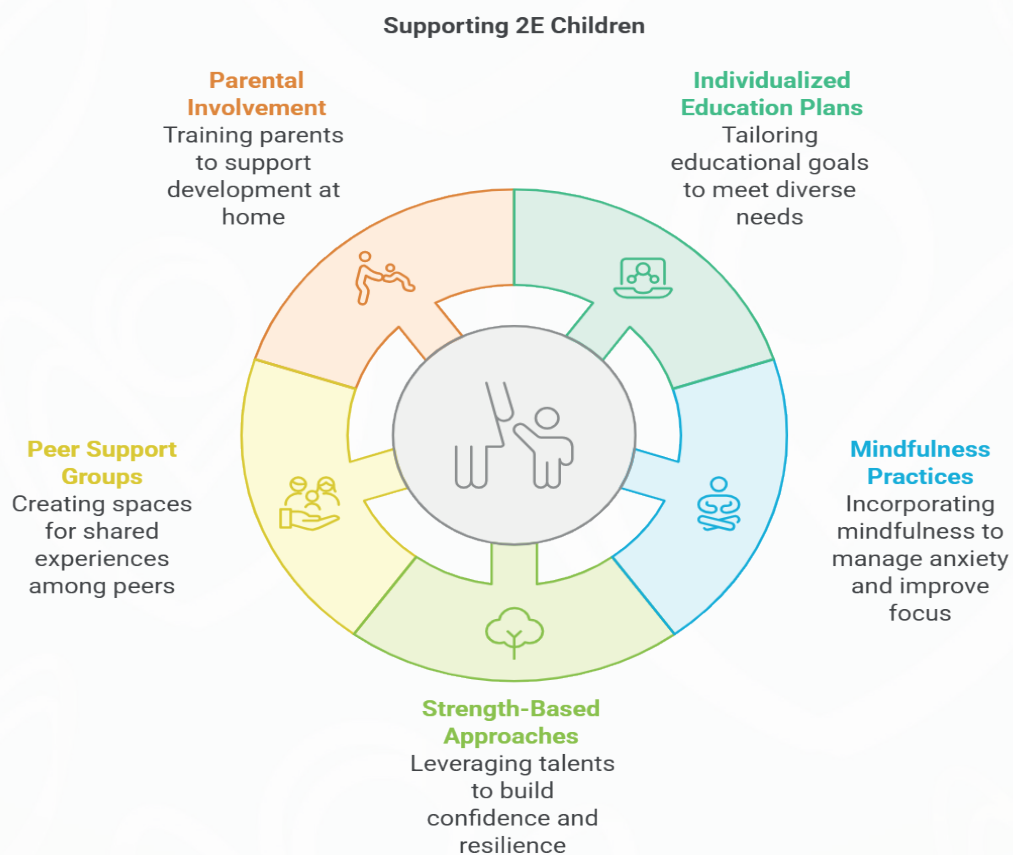 Supporting 2E Children
Parental
Involvement
Training parents
to support
development at
home
Individualized
Education Plans
Tailoring
educational goals
to meet diverse
needs
Peer Support
Groups
Creating spaces
for shared
experiences
among peers
Mindfulness
Practices
Incorporating
mindfulness to
manage anxiety
and improve
focus
Strength-Based
Approaches
Leveraging talents
to build
confidence and
resilience